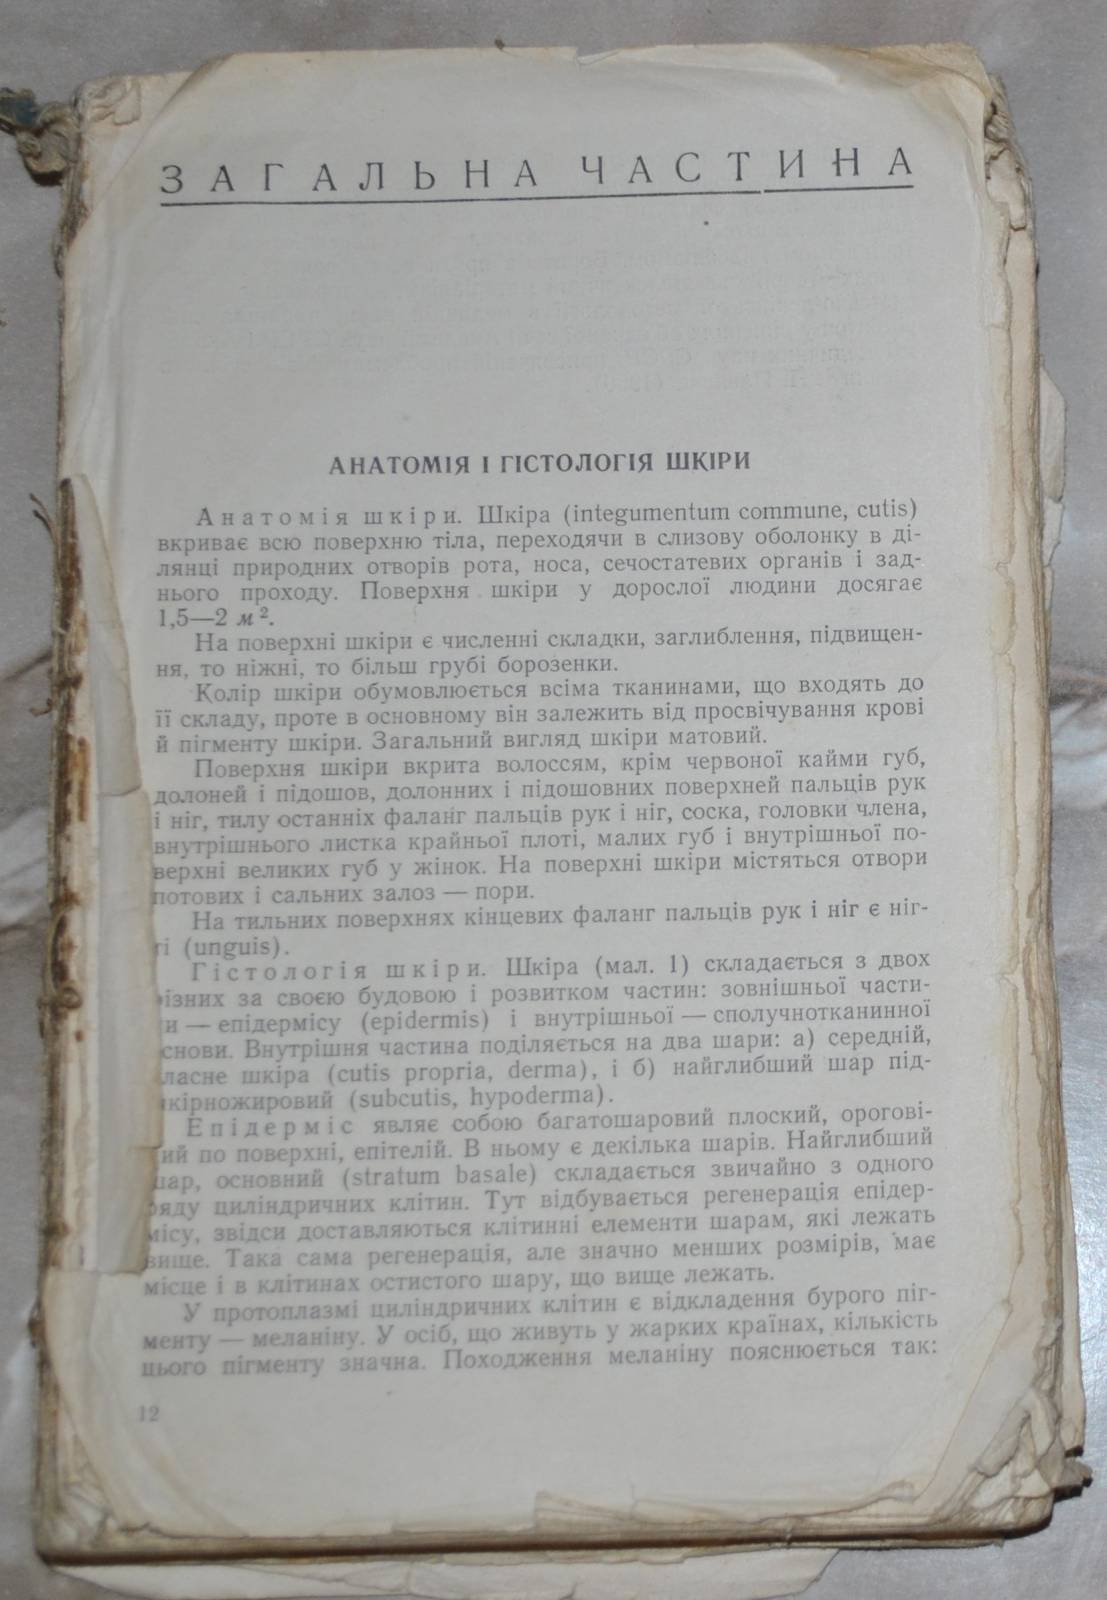 ЗАГАЛЬНА ЧАСТИНА
АНАТОМІЯ І ГІСТОЛОГІЯ ШКІРИ
Анатомія шкіри. Шкіра (integumentum commune, cutis)
вкриває всю поверхню тіла, переходячи в слизову оболонку в ді-
лянці природних отворів рота, носа, сечостатевих органів і зад-
нього проходу. Поверхня шкіри у дорослої людини досягає
1,5—2 м².
На поверхні шкіри є численні складки, заглиблення, підвищен-
ня, то ніжні, то більш грубі борозенки.
Колір шкіри обумовлюється всіма тканинами, що входять до
її складу, проте в основному він залежить від просвічування крові
й пігменту шкіри. Загальний вигляд шкіри матовий.
Поверхня шкіри вкрита волоссям, крім червоної кайми губ,
долоней і підошов, долонних і підошовних поверхней пальців рук
і ніг, тилу останніх фаланг пальців рук і ніг, соска, головки члена,
внутрішнього листка крайньої плоті, малих губ і внутрішньої по-
верхні великих губ у жінок. На поверхні шкіри містяться отвори
потових і сальних залоз — пори.
На тильних поверхнях кінцевих фаланг пальців рук і ніг є ніг-
ті (unguis).
Гістологія шкіри. Шкіра (мал. 1) складається з двох
ізних за своєю будовою і розвитком частин: зовнішньої части-
и — епідермісу (epidermis) і внутрішньої — сполучнотканинної
снови. Внутрішня частина поділяється на два шари: а) середній,
ласне шкіра (cutis propria, derma), і б) найглибший шар під-
кірножировий (subcutis, hypoderma).
Епідерміс являє собою багатошаровий плоский, орогові-
ий по поверхні, епітелій. В ньому є декілька шарів. Найглибший
шар, основний (stratum basale) складається звичайно з одного
ряду циліндричних клітин. Тут відбувається регенерація епідер-
місу, звідси доставляються клітинні елементи шарам, які лежать
вище. Така сама регенерація, але значно менших розмірів, має
місце і в клітинах остистого шару, що вище лежать.
У протоплазмі циліндричних клітин є відкладення бурого піг-
менту — меланіну. У осіб, що живуть у жарких країнах, кількість
цього пігменту значна. Походження меланіну пояснюється так:
12